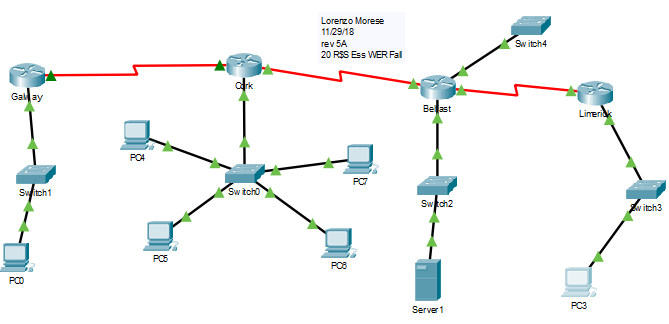 Lorenzo Morese
11/29/18
rev 5A
20 R$S Ess WER Fall
Switch4
Galway
Cork
Belfast
Limerick
PC4
PC7
Switch1
Switch0
Switch2
Switch3
PC5
PC6
PC0
Server1
PC3